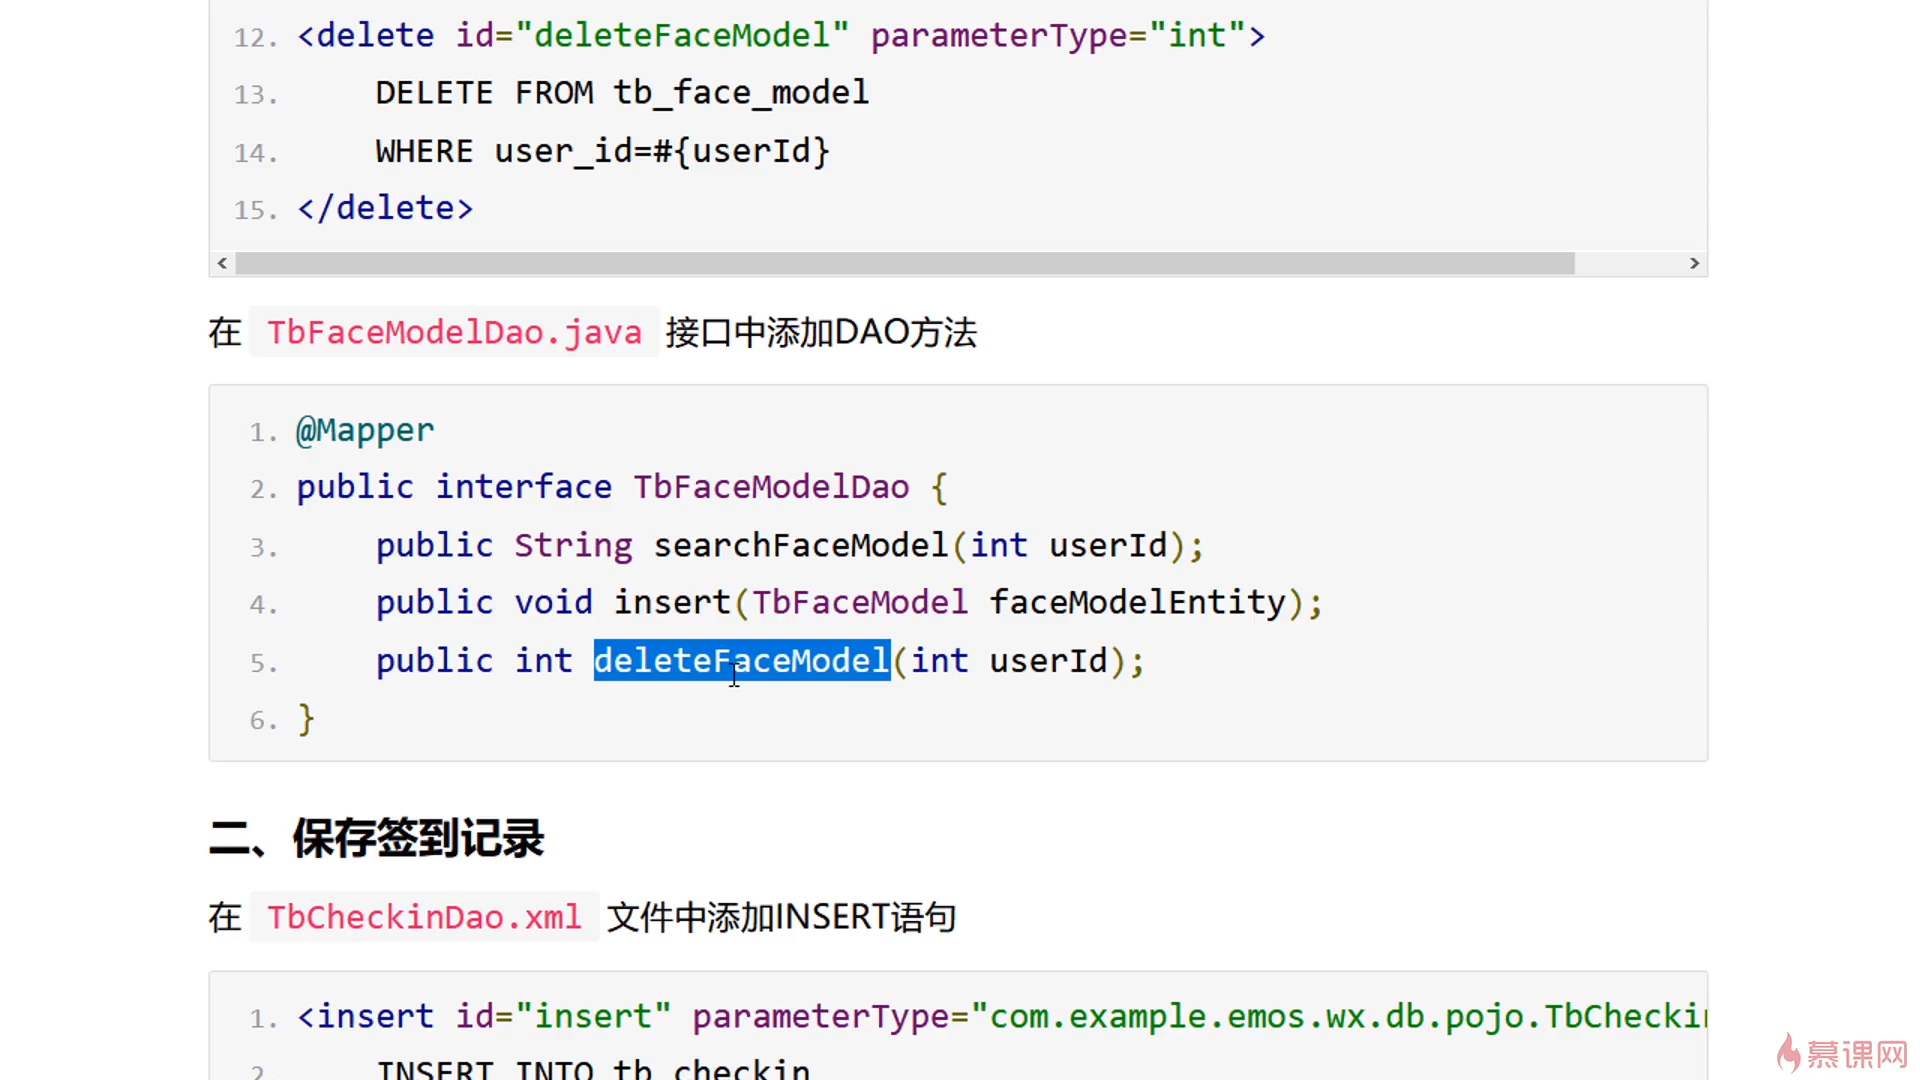 12. <delete id="deleteFaceModel" parameterType="int">
13. DELETE FROM tb_face_model
14. WHERE user_id=#{userId}
15. </delete>
在 TbFaceModelDao.java 接口中添加DAO方法
1. @Mapper
2. public interface TbFaceModelDao {
3. public String searchFaceModel(int userId);
4. public void insert(TbFaceModel faceModelEntity);
5. public int deleteFaceModel(int userId);
6. }
二、保存签到记录
在 TbCheckinDao.xml 文件中添加INSERT语句
1. <insert id="insert" parameterType="com.example.emos.wx.db.pojo.TbCheckin
2. INSERT INTO tb_checkin
慕课网